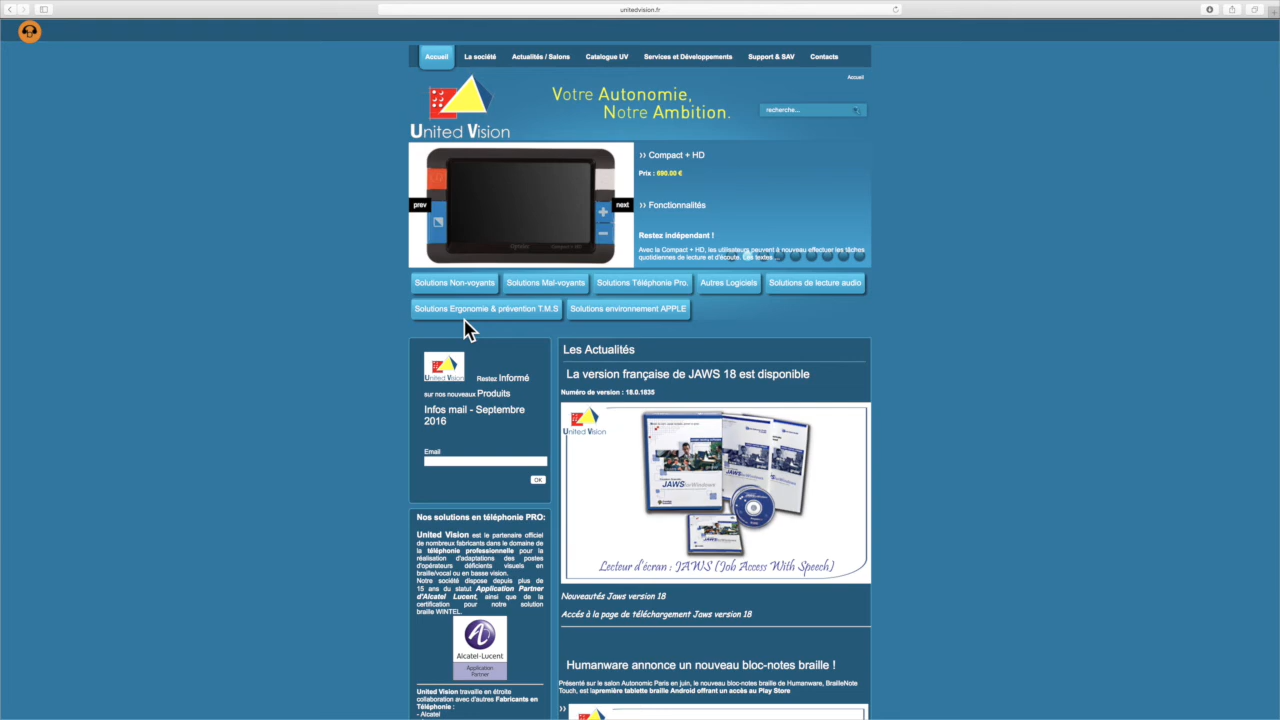 unitedvision.fr
Accueil La société Actualités / Salons Catalogue UV Services et Développements Support & SAV Contacts
Accueil
Votre Autonomie,
Notre Ambition.
recherche...
United Vision
›› Compact + HD
Prix : 690.00 €
prev
next
›› Fonctionnalités
Restez indépendant !
Avec la Compact + HD, les utilisateurs peuvent à nouveau effectuer les tâches
quotidiennes de lecture et d'écoute. Les textes ...
Solutions Non-voyants Solutions Mal-voyants Solutions Téléphonie Pro. Autres Logiciels Solutions de lecture audio
Solutions Ergonomie & prévention T.M.S Solutions environnement APPLE
United Vision
Restez Informé
sur nos nouveaux Produits
Infos mail - Septembre
2016
Email
OK
Nos solutions en téléphonie PRO:
United Vision est le partenaire officiel
de nombreux fabricants dans le domaine de
la téléphonie professionnelle pour la
réalisation d'adaptations des postes
d'opérateurs déficients visuels en
braille/vocal ou en basse vision.
Notre société dispose depuis plus de
15 ans du statut Application Partner
d'Alcatel Lucent, ainsi que de la
certification pour notre solution
braille WINTEL.
Alcatel-Lucent
Application
Partner
United Vision travaille en étroite
collaboration avec d'autres Fabricants en
Téléphonie :
- Alcatel
Les Actualités
La version française de JAWS 18 est disponible
Numéro de version : 18.0.1835
United Vision
JAWS for Windows
Lecteur d'écran : JAWS (Job Access With Speech)
Nouveautés Jaws version 18
Accés à la page de téléchargement Jaws version 18
Humanware annonce un nouveau bloc-notes braille !
Présenté sur le salon Autonomic Paris en juin, le nouveau bloc-notes braille de Humanware, BrailleNote
Touch, est lapremière tablette braille Android offrant un accès au Play Store
››